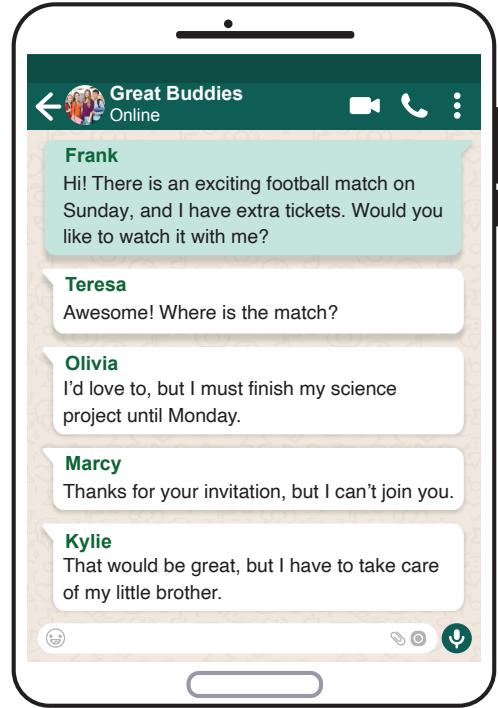 Great Buddies
Online
Frank
Hi! There is an exciting football match on
Sunday, and I have extra tickets. Would you
like to watch it with me?
Teresa
Awesome! Where is the match?
Olivia
I'd love to, but I must finish my science
project until Monday.
Marcy
Thanks for your invitation, but I can't join you.
Kylie
That would be great, but I have to take care
of my little brother.